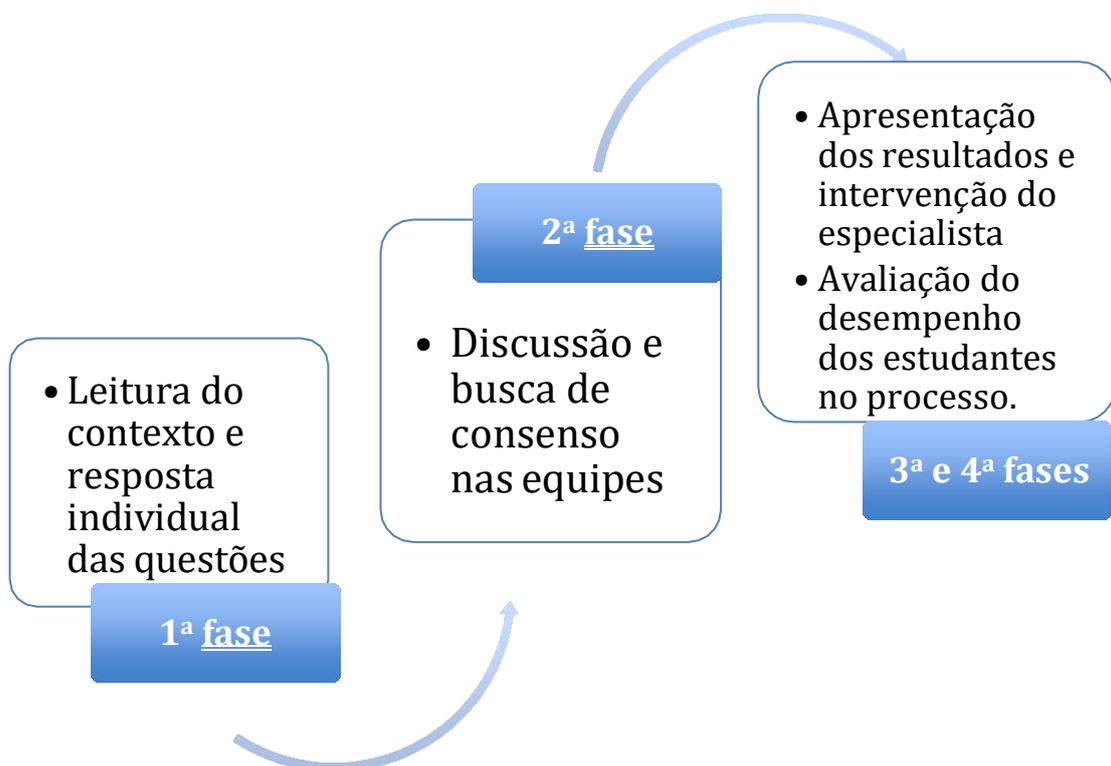 • Leitura do
contexto e
resposta
individual
das questões
1ª fase
2ª fase
• Discussão e
busca de
consenso
nas equipes
• Apresentação
dos resultados e
intervenção do
especialista
• Avaliação do
desempenho
dos estudantes
no processo.
3ª e 4ª fases